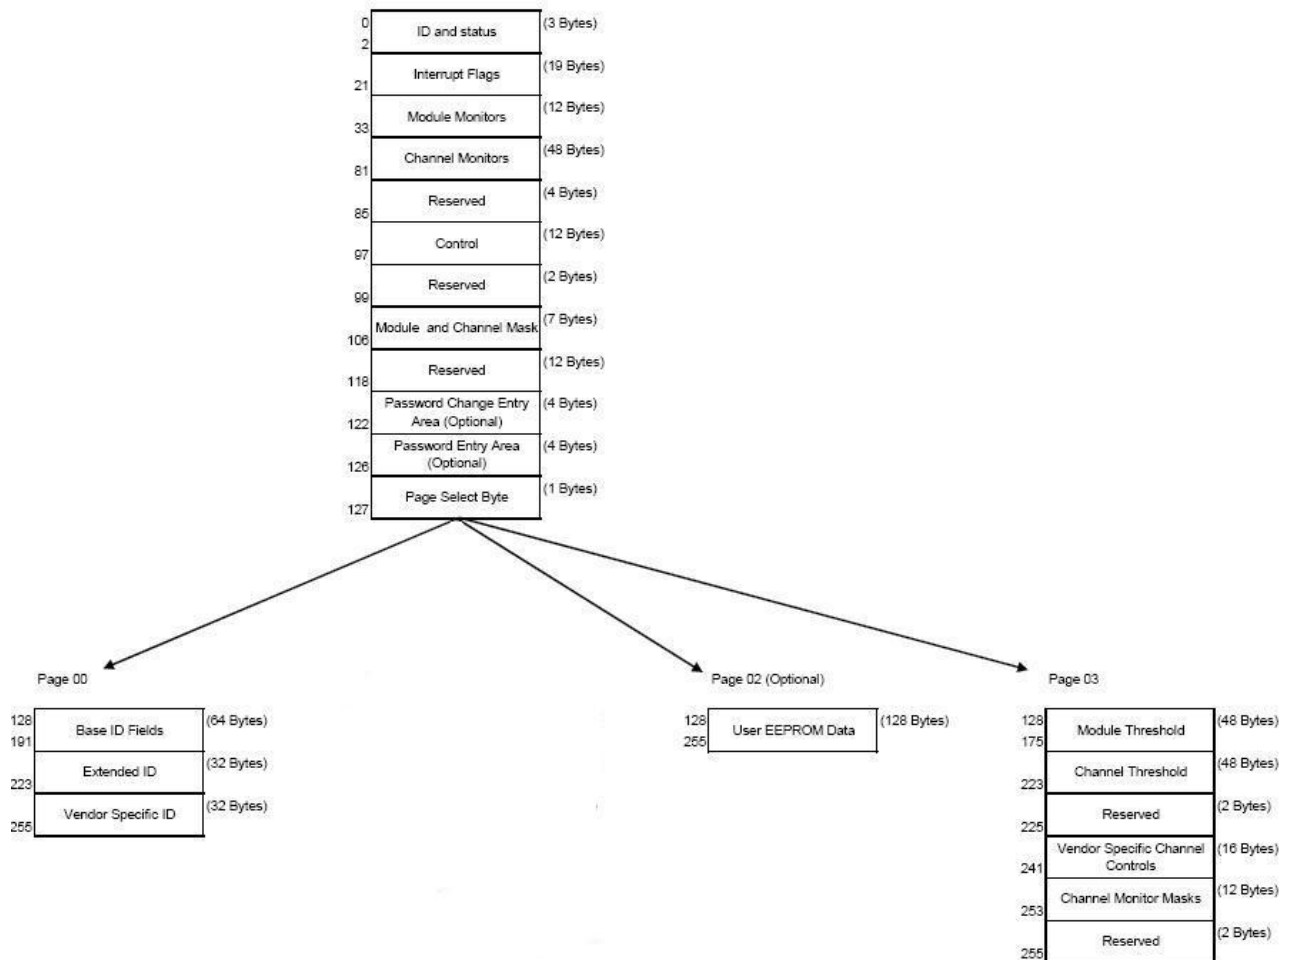 0
ID and status
(3 Bytes)
2
Interrupt Flags
(19 Bytes)
21
Module Monitors
(12 Bytes)
33
Channel Monitors
(48 Bytes)
81
Reserved
(4 Bytes)
85
Control
(12 Bytes)
97
Reserved
(2 Bytes)
99
Module and Channel Mask
(7 Bytes)
106
Reserved
(12 Bytes)
118
Password Change Entry
Area (Optional)
(4 Bytes)
122
Password Entry Area
(Optional)
(4 Bytes)
126
Page Select Byte
(1 Bytes)
127
Page 00
128
Base ID Fields
(64 Bytes)
191
Extended ID
(32 Bytes)
223
Vendor Specific ID
(32 Bytes)
255
Page 02 (Optional)
128
User EEPROM Data
(128 Bytes)
255
Page 03
128
Module Threshold
(48 Bytes)
175
Channel Threshold
(48 Bytes)
223
Reserved
(2 Bytes)
225
Vendor Specific Channel
Controls
(16 Bytes)
241
Channel Monitor Masks
(12 Bytes)
253
Reserved
(2 Bytes)
255